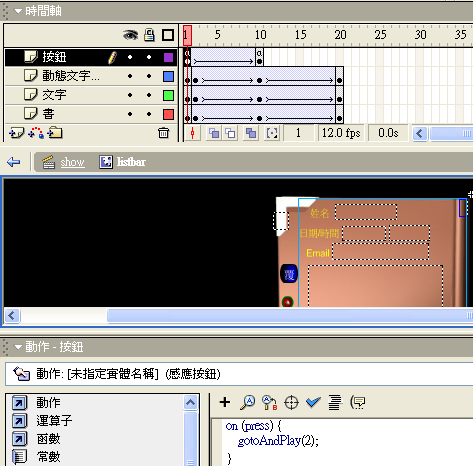 時間軸
1 5 10 15 20 25 30 35
按鈕
動態文字...
文字
書
1 12.0 fps 0.0s
show listbar
姓名
日期/時間
Email
覆
動作 - 按鈕
動作: [未指定實體名稱] (感應按鈕)
動作
運算子
函數
常數
on (press) {
gotoAndPlay(2);
}